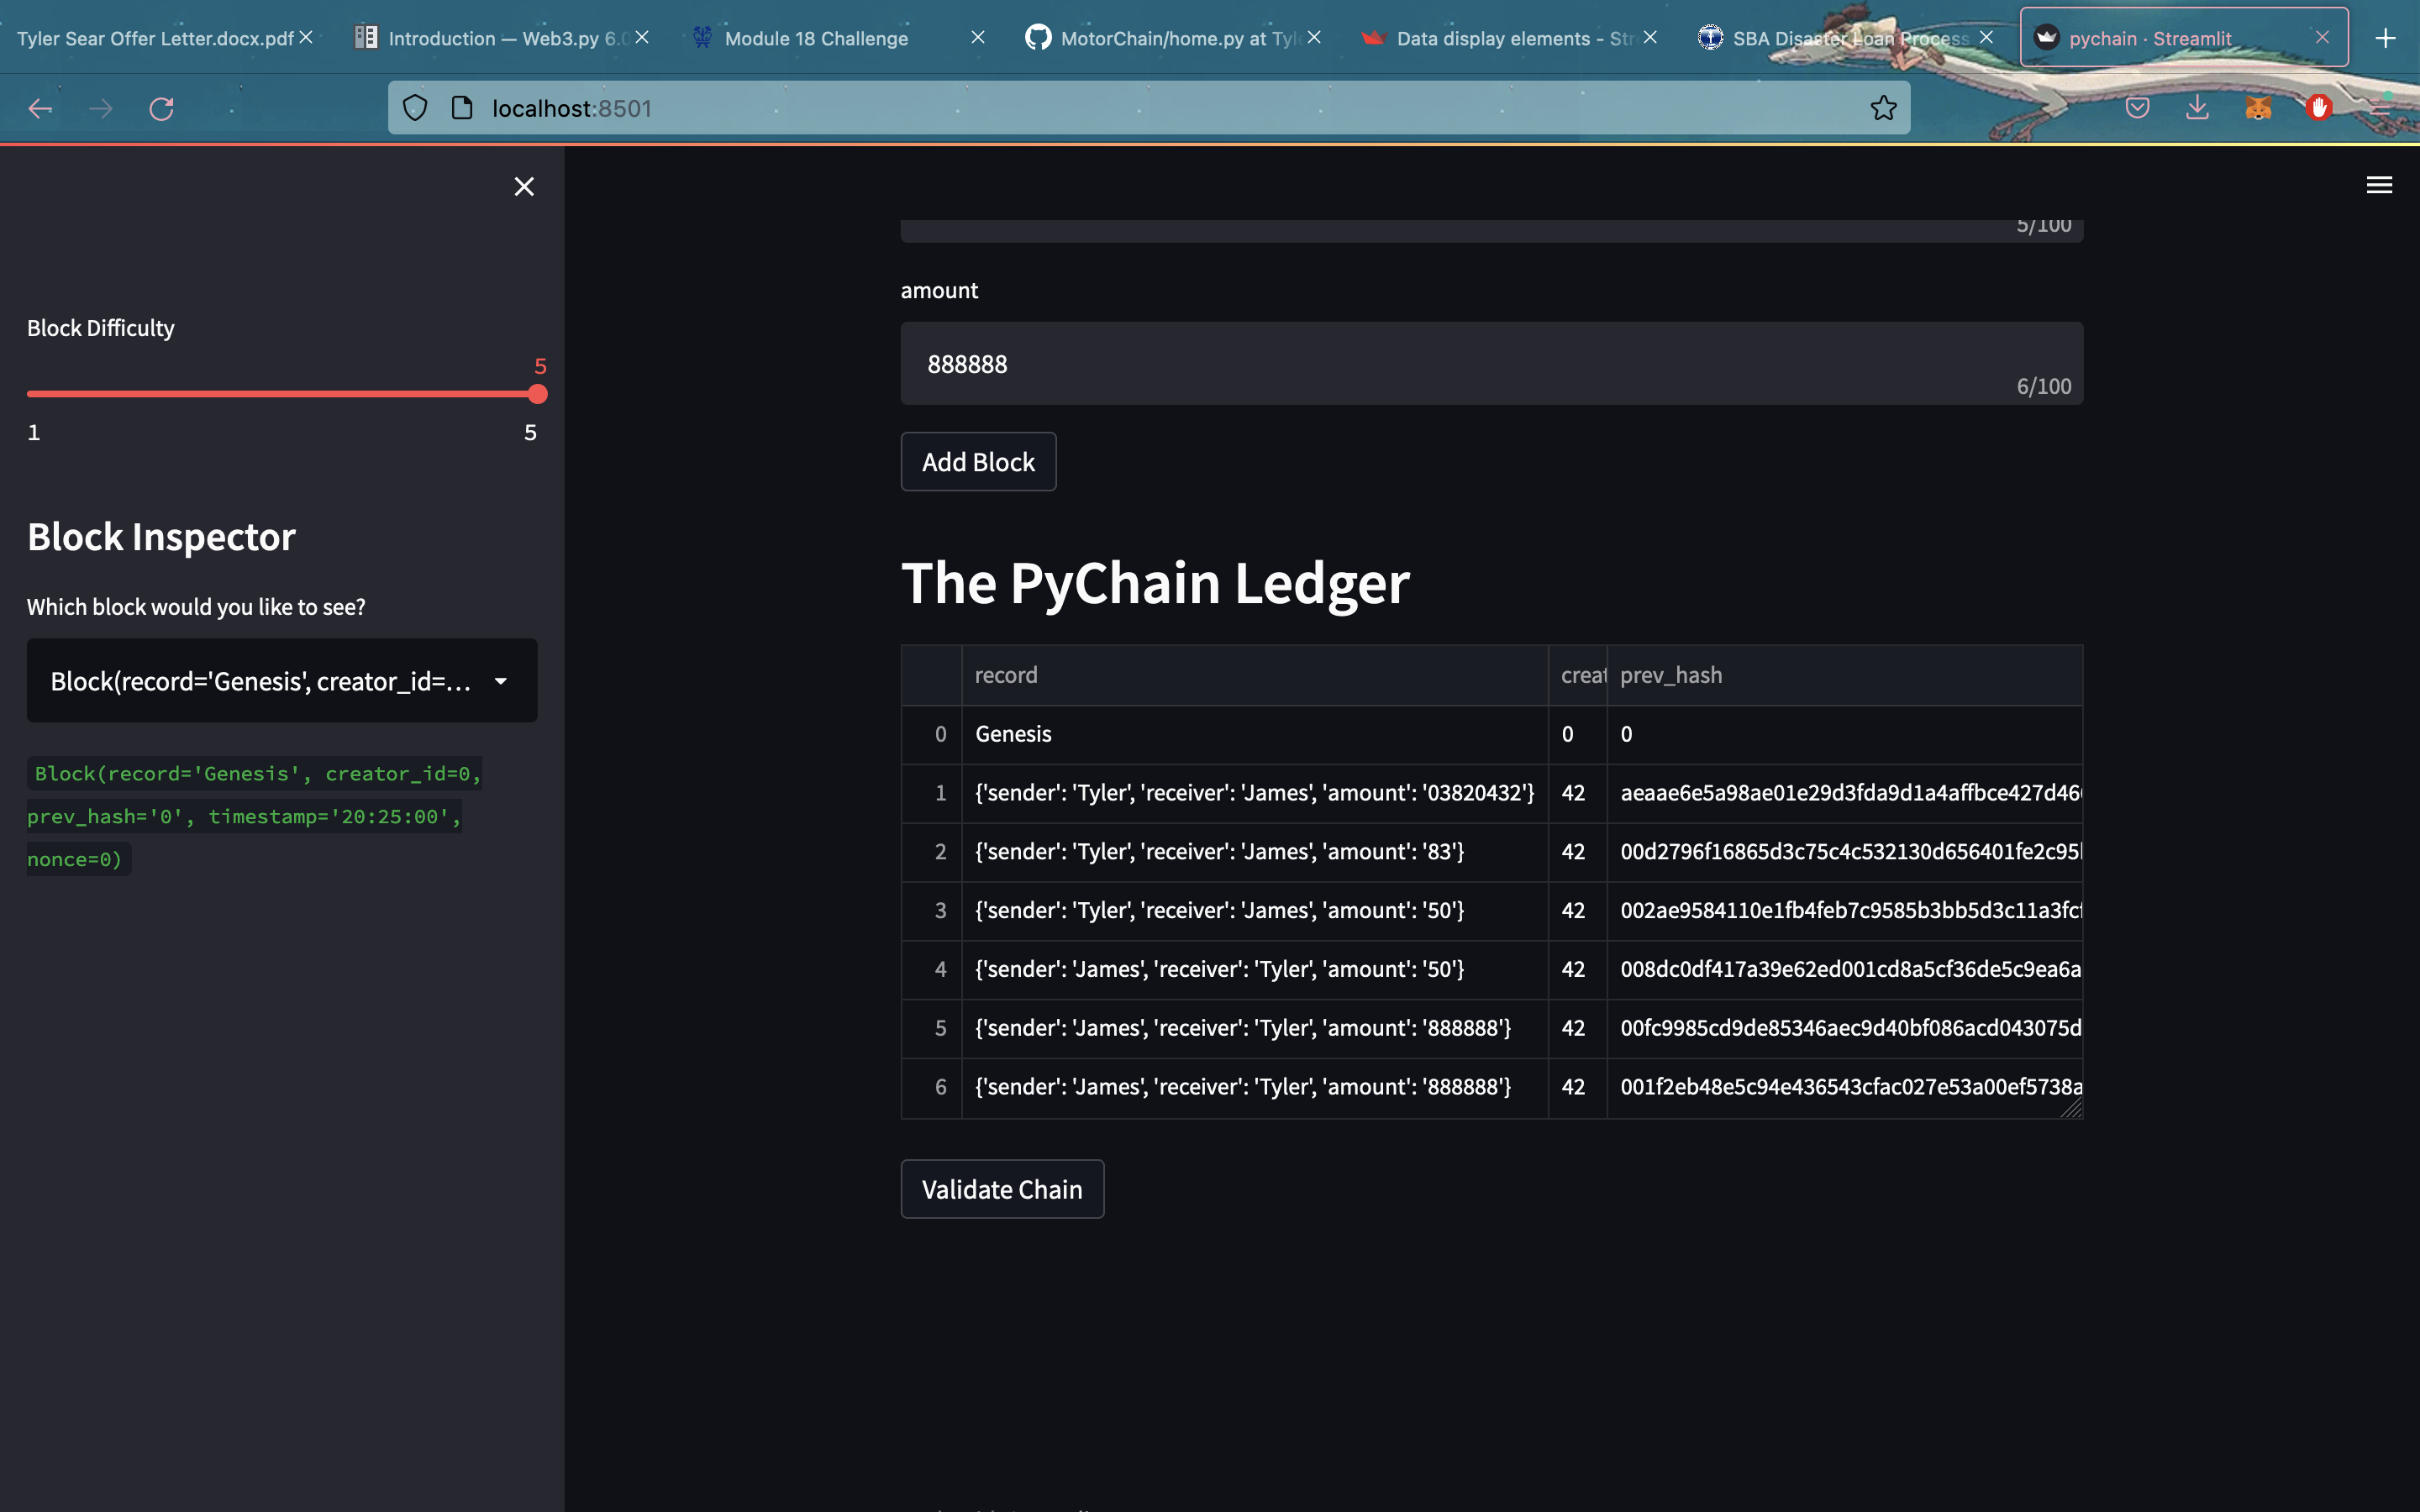 Tyler Sear Offer Letter.docx.pdf
Introduction — Web3.py 6.0
Module 18 Challenge
MotorChain/home.py at Tyl
Data display elements - Str
SBA Disaster Loan Process
pychain · Streamlit
localhost:8501
Block Difficulty
5
1 5
Block Inspector
Which block would you like to see?
Block(record='Genesis', creator_id=...
Block(record='Genesis', creator_id=0,
prev_hash='0', timestamp='20:25:00',
nonce=0)
5/100
amount
888888
6/100
Add Block
The PyChain Ledger
record creat prev_hash
0 Genesis 0 0
1 {'sender': 'Tyler', 'receiver': 'James', 'amount': '03820432'} 42 aeaae6e5a98ae01e29d3fda9d1a4affbce427d46
2 {'sender': 'Tyler', 'receiver': 'James', 'amount': '83'} 42 00d2796f16865d3c75c4c532130d656401fe2c95
3 {'sender': 'Tyler', 'receiver': 'James', 'amount': '50'} 42 002ae9584110e1fb4feb7c9585b3bb5d3c11a3fcf
4 {'sender': 'James', 'receiver': 'Tyler', 'amount': '50'} 42 008dc0df417a39e62ed001cd8a5cf36de5c9ea6a
5 {'sender': 'James', 'receiver': 'Tyler', 'amount': '888888'} 42 00fc9985cd9de85346aec9d40bf086acd043075d
6 {'sender': 'James', 'receiver': 'Tyler', 'amount': '888888'} 42 001f2eb48e5c94e436543cfac027e53a00ef5738a
Validate Chain